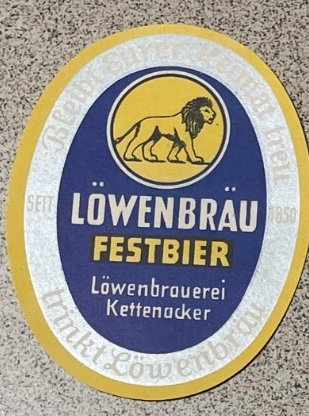 Bleibt Eurer Heimat treu
SEIT 1850
LÖWENBRÄU
FESTBIER
Löwenbrauerei
Kettenacker
trinkt Löwenbräu